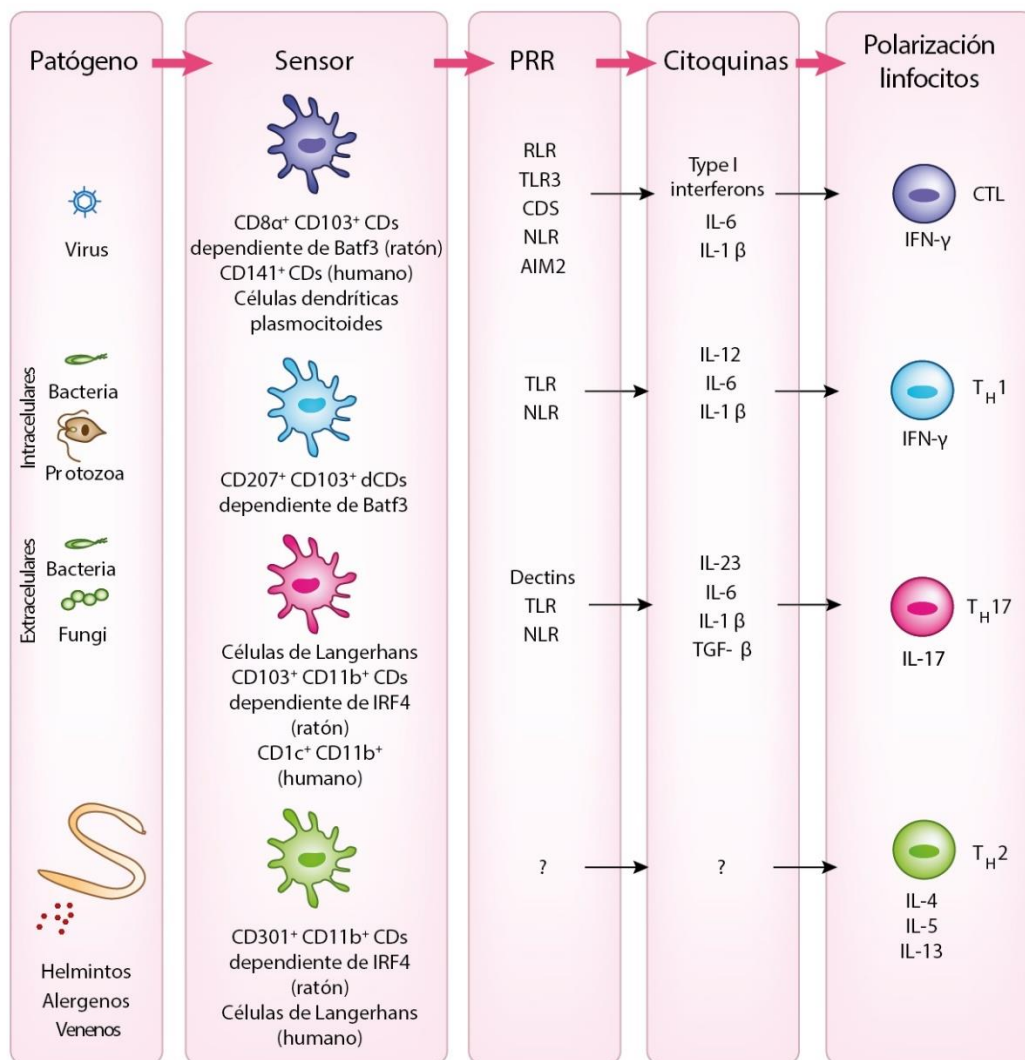 Patógeno
Sensor
PRR
Citoquinas
Polarización
linfocitos
Virus
CD8α⁺ CD103⁺ CDs
dependiente de Batf3 (ratón)
CD141⁺ CDs (humano)
Células dendríticas
plasmocitoides
RLR
TLR3
CDS
NLR
AIM2
Type I
interferons
IL-6
IL-1 β
CTL
IFN-γ
Intracelulares
Bacteria
Protozoa
CD207⁺ CD103⁺ dCDs
dependiente de Batf3
TLR
NLR
IL-12
IL-6
IL-1 β
TH1
IFN-γ
Extracelulares
Bacteria
Fungi
Células de Langerhans
CD103⁺ CD11b⁺ CDs
dependiente de IRF4
(ratón)
CD1c⁺ CD11b⁺
(humano)
Dectins
TLR
NLR
IL-23
IL-6
IL-1 β
TGF- β
TH17
IL-17
Helmintos
Alergenos
Venenos
CD301⁺ CD11b⁺ CDs
dependiente de IRF4
(ratón)
Células de Langerhans
(humano)
?
?
TH2
IL-4
IL-5
IL-13